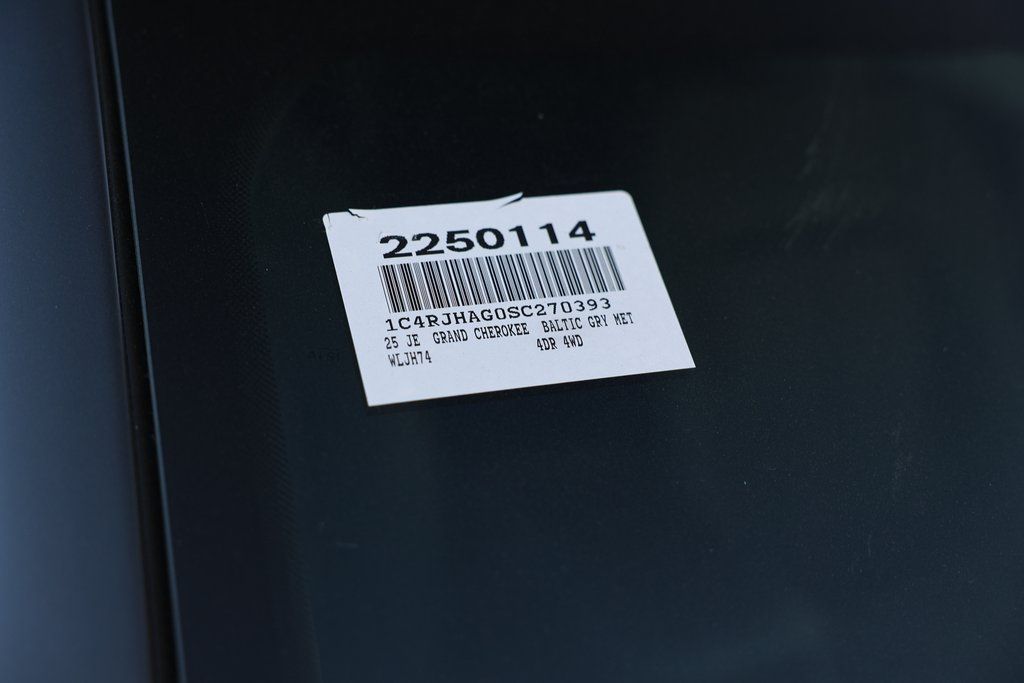 2250114
1C4RJHAG0SC270393
25 JE GRAND CHEROKEE BALTIC GRY MET
WLJH74 4DR 4WD